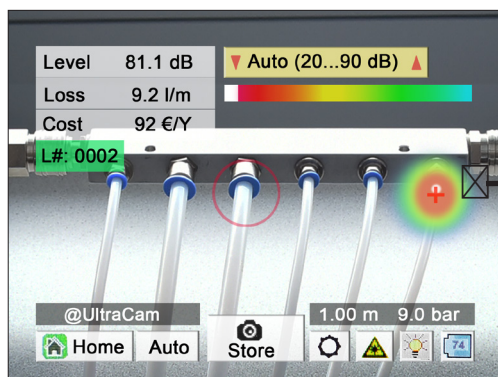 Level 81.1 dB
Auto (20...90 dB)
Loss 9.2 l/m
Cost 92 €/Y
L#: 0002
@UltraCam
1.00 m 9.0 bar
Home
Auto
Store
74